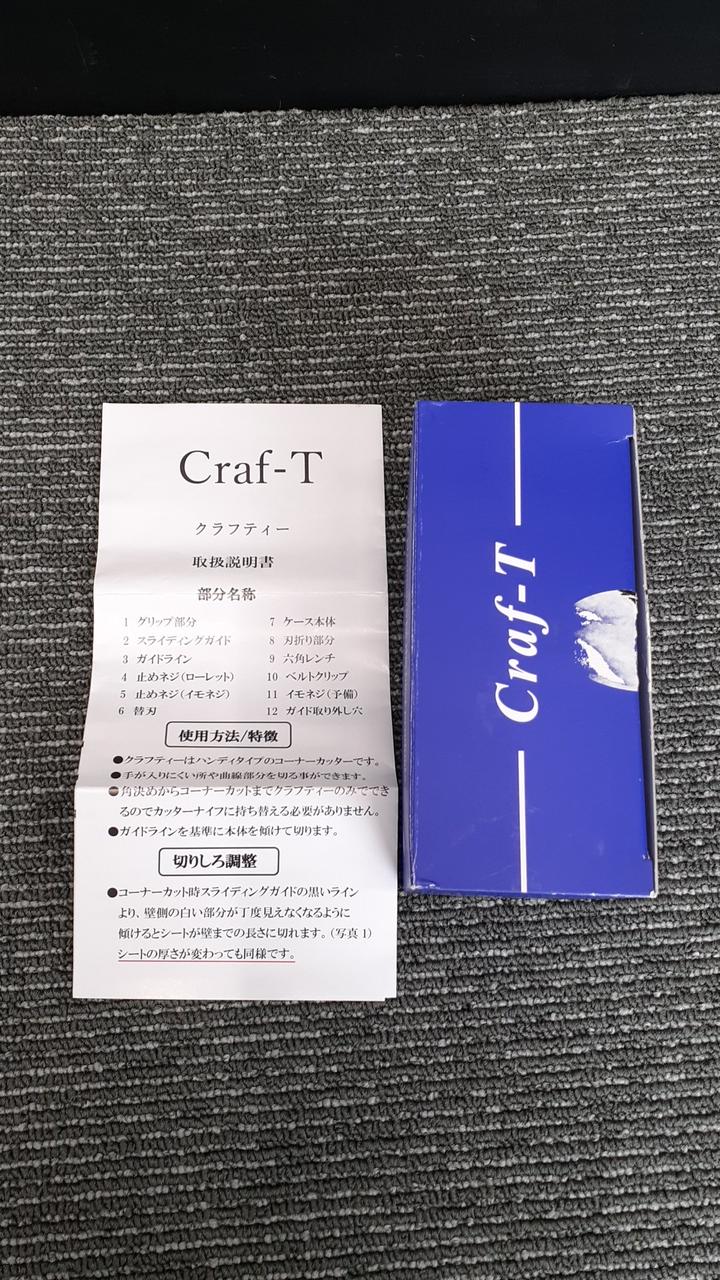 Craf-T
クラフティー
取扱説明書
部分名称
1 グリップ部分
2 スライディングガイド
3 ガイドライン
4 止めネジ(ローレット)
5 止めネジ(イモネジ)
6 替刃
7 ケース本体
8 刃折り部分
9 六角レンチ
10 ベルトクリップ
11 イモネジ(予備)
12 ガイド取り外し穴
使用方法/特徴
●クラフティーはハンディタイプのコーナーカッターです。
●手が入りにくい所や曲線部分を切る事ができます。
●角決めからコーナーカットまでクラフティーのみででき
るのでカッターナイフに持ち替える必要がありません。
●ガイドラインを基準に本体を傾けて切ります。
切りしろ調整
●コーナーカット時スライディングガイドの黒いライン
より、壁側の白い部分が丁度見えなくなるように
傾けるとシートが壁までの長さに切れます。(写真1)
シートの厚さが変わっても同様です。
Craf-T